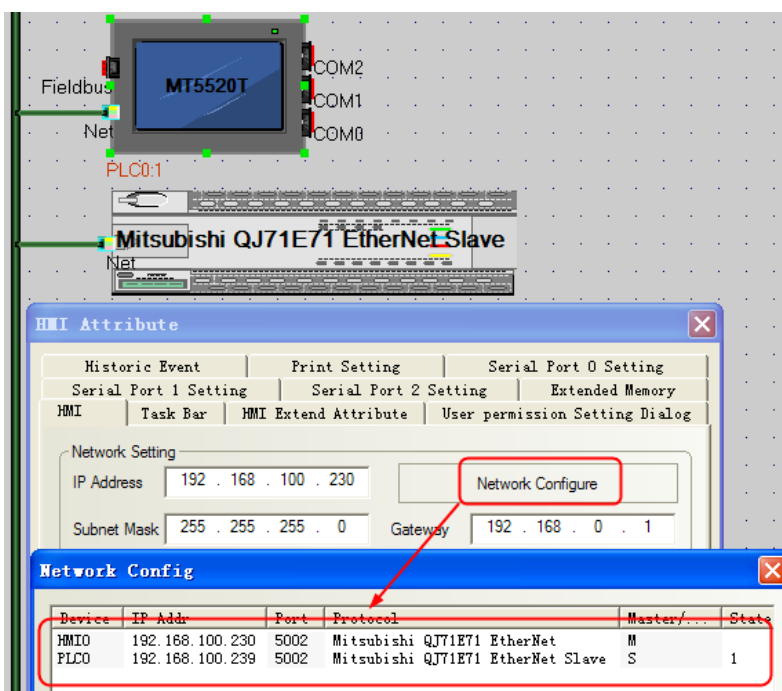 COM2
Fieldbus
MT5520T
COM1
Net
COM0
PLC0:1
Mitsubishi QJ71E71 EtherNet Slave
Net
HMI Attribute
Historic Event Print Setting Serial Port 0 Setting
Serial Port 1 Setting Serial Port 2 Setting Extended Memory
HMI Task Bar HMI Extend Attribute User permission Setting Dialog
Network Setting
IP Address 192 . 168 . 100 . 230 Network Configure
Subnet Mask 255 . 255 . 255 . 0 Gateway 192 . 168 . 0 . 1
Network Config
Device IP Addr Port Protocol Master/... State
HMI0 192.168.100.230 5002 Mitsubishi QJ71E71 EtherNet M
PLC0 192.168.100.239 5002 Mitsubishi QJ71E71 EtherNet Slave S 1